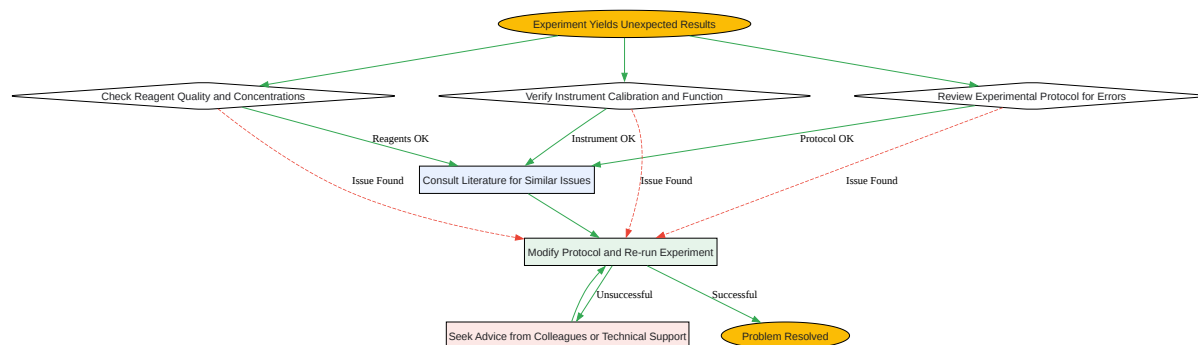 Experiment Yields Unexpected Results
Check Reagent Quality and Concentrations
Verify Instrument Calibration and Function
Review Experimental Protocol for Errors
Reagents OK
Instrument OK
Protocol OK
Consult Literature for Similar Issues
Issue Found
Issue Found
Issue Found
Modify Protocol and Re-run Experiment
Unsuccessful
Successful
Seek Advice from Colleagues or Technical Support
Problem Resolved